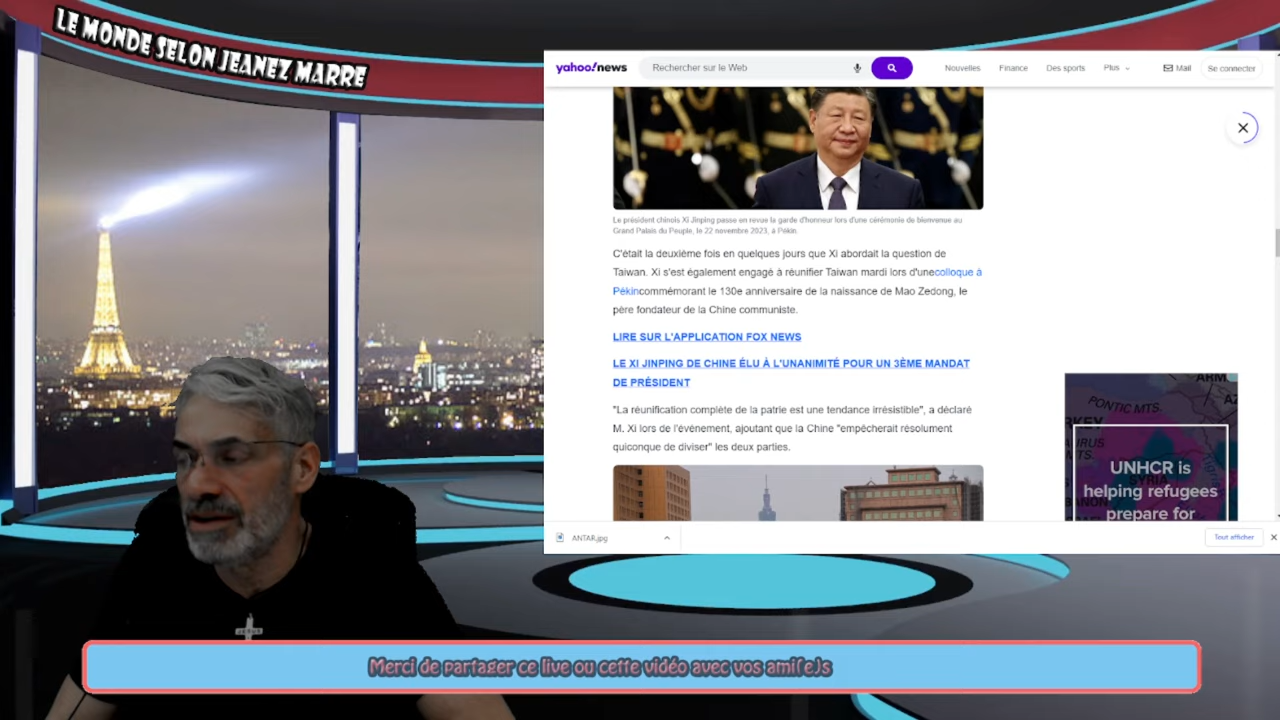 LE MONDE SELON JEANEZ MARRE
yahoo!news
Rechercher sur le Web
Nouvelles
Finance
Des sports
Plus
Mail
Se connecter
Le président chinois Xi Jinping passe en revue la garde d'honneur lors d'une cérémonie de bienvenue au
Grand Palais du Peuple, le 22 novembre 2023, à Pékin.
C'était la deuxième fois en quelques jours que Xi abordait la question de
Taiwan. Xi s'est également engagé à réunifier Taiwan mardi lors d'unecolloque à
Pékincommémorant le 130e anniversaire de la naissance de Mao Zedong, le
père fondateur de la Chine communiste.
LIRE SUR L'APPLICATION FOX NEWS
LE XI JINPING DE CHINE ÉLU À L'UNANIMITÉ POUR UN 3ÈME MANDAT
DE PRÉSIDENT
"La réunification complète de la patrie est une tendance irrésistible", a déclaré
M. Xi lors de l'événement, ajoutant que la Chine "empêcherait résolument
quiconque de diviser" les deux parties.
ARM
PONTIC MTS.
SYRIA
UNHCR is
helping refugees
prepare for
ANTAR.jpg
Tout afficher
JESUS
Merci de partager ce live ou cette vidéo avec vos ami(e)s